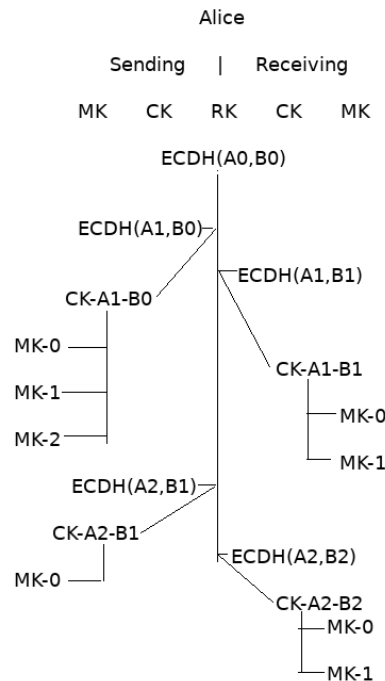 Alice
Sending | Receiving
MK CK RK CK MK
ECDH(A0,B0)
ECDH(A1,B0)
ECDH(A1,B1)
CK-A1-B0
MK-0
CK-A1-B1
MK-1
MK-0
MK-2
MK-1
ECDH(A2,B1)
CK-A2-B1
ECDH(A2,B2)
MK-0
CK-A2-B2
MK-0
MK-1